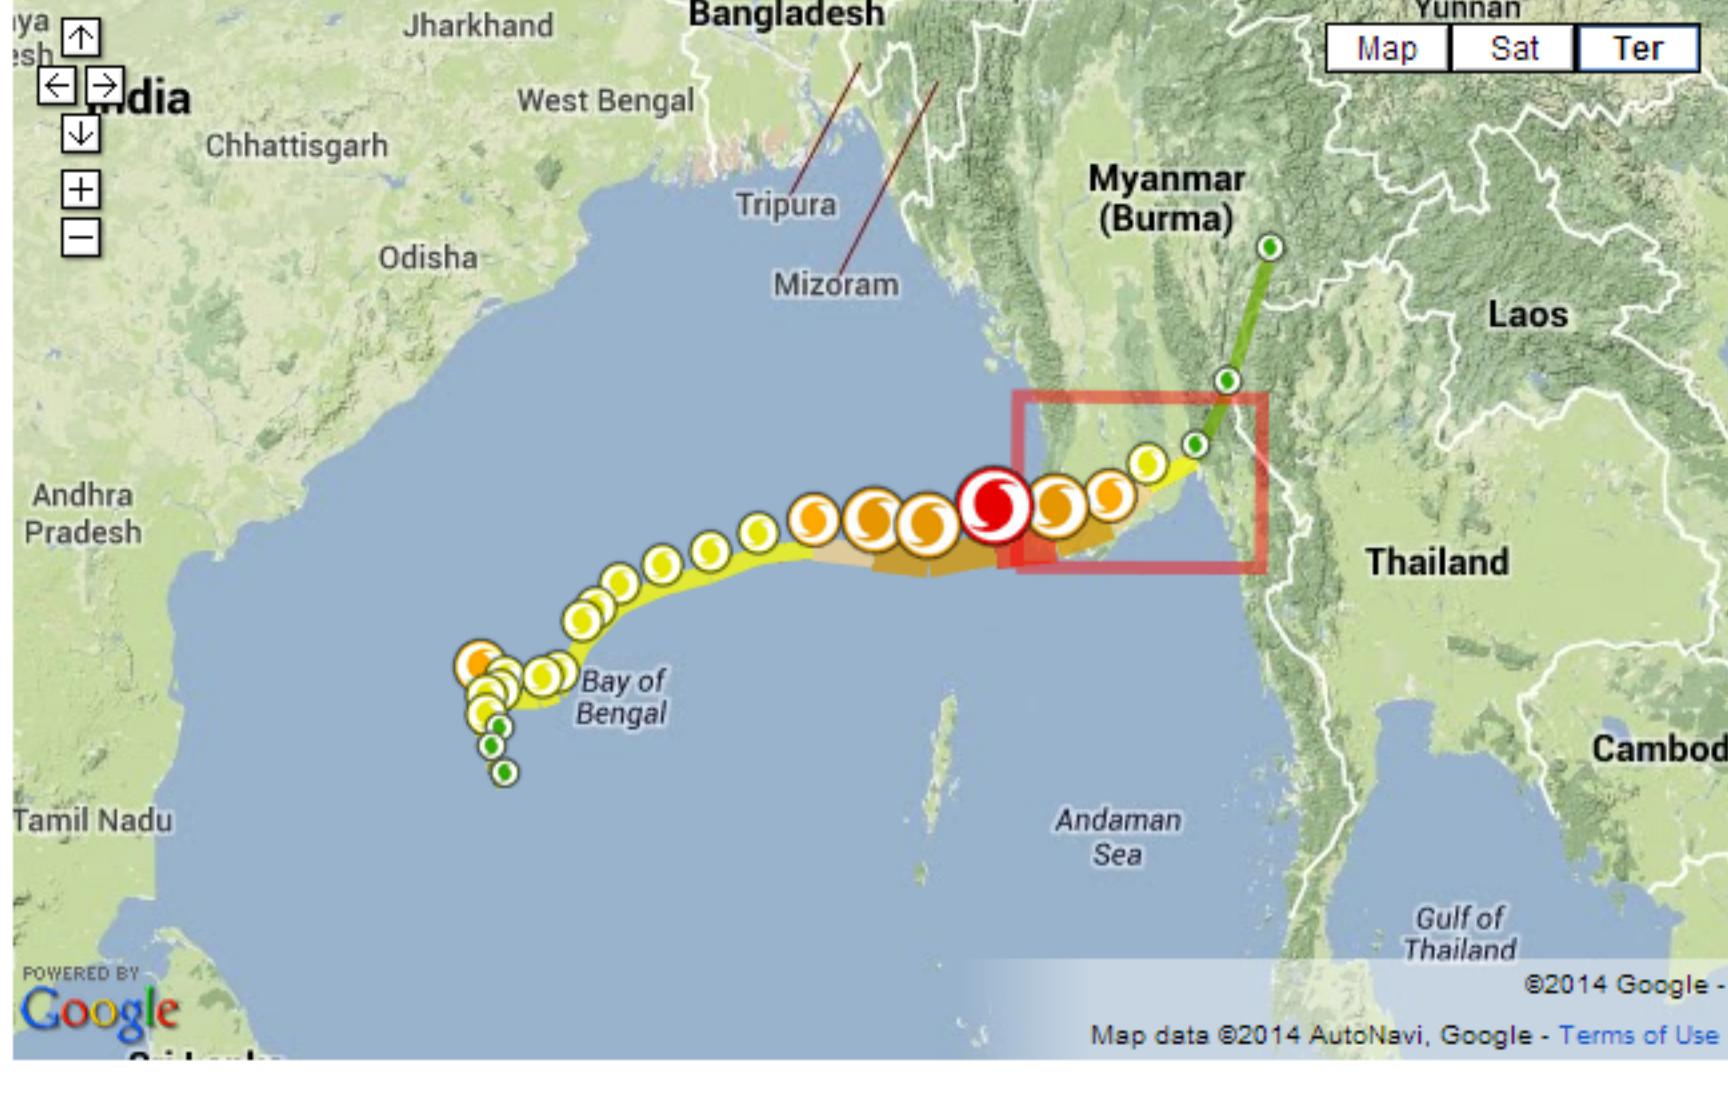 Bangladesh
Yunnan
Jharkhand
Map
Sat
Ter
India
West Bengal
Chhattisgarh
Myanmar
(Burma)
Tripura
Odisha
Mizoram
Laos
Andhra
Pradesh
Thailand
Bay of
Bengal
Cambod
Tamil Nadu
Andaman
Sea
Gulf of
Thailand
POWERED BY
Google
©2014 Google -
Map data ©2014 AutoNavi, Google - Terms of Use